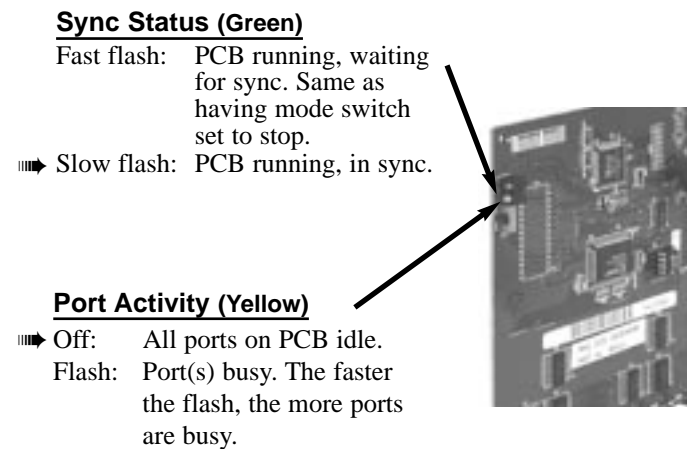 Sync Status (Green)
Fast flash: PCB running, waiting
for sync. Same as
having mode switch
set to stop.
Slow flash: PCB running, in sync.
Port Activity (Yellow)
Off: All ports on PCB idle.
Flash: Port(s) busy. The faster
the flash, the more ports
are busy.